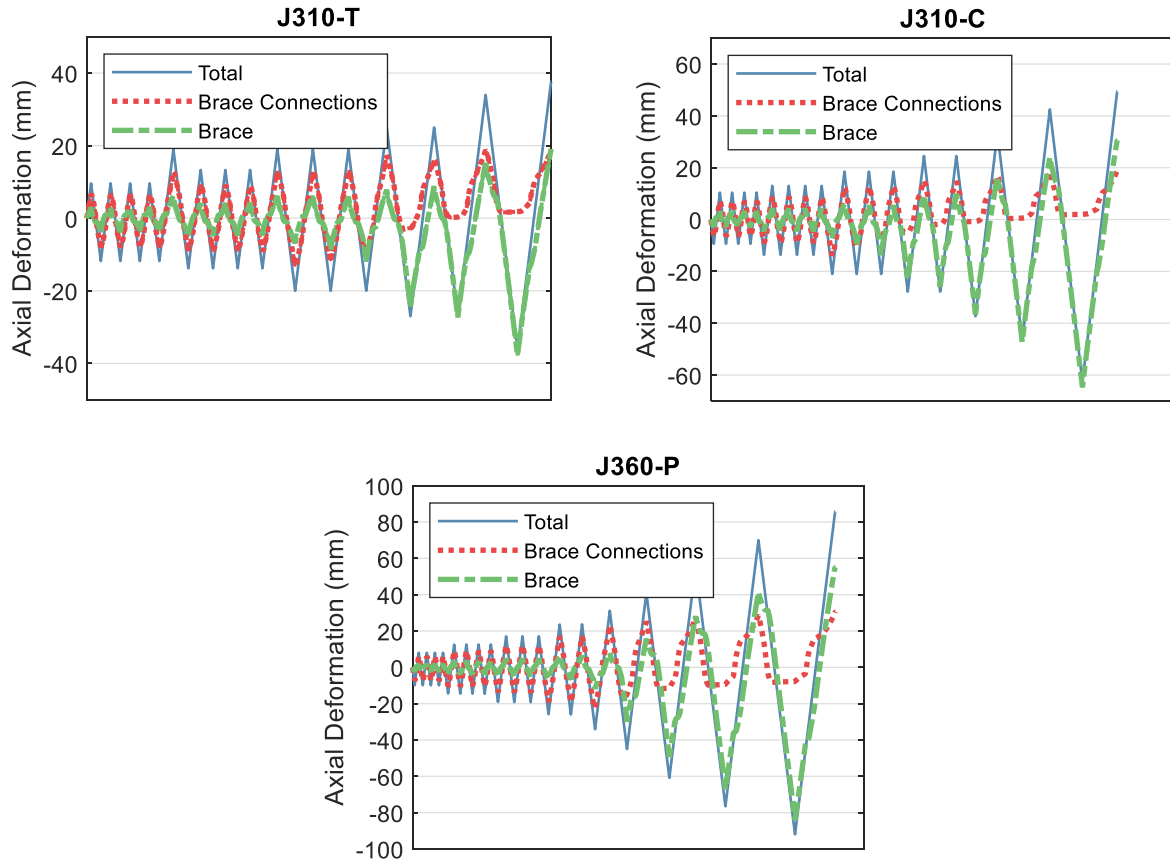 J310-T
Axial Deformation (mm)
40
20
0
-20
-40
Total
Brace Connections
Brace
J310-C
Axial Deformation (mm)
60
40
20
0
-20
-40
-60
Total
Brace Connections
Brace
J360-P
Axial Deformation (mm)
100
80
60
40
20
0
-20
-40
-60
-80
-100
Total
Brace Connections
Brace